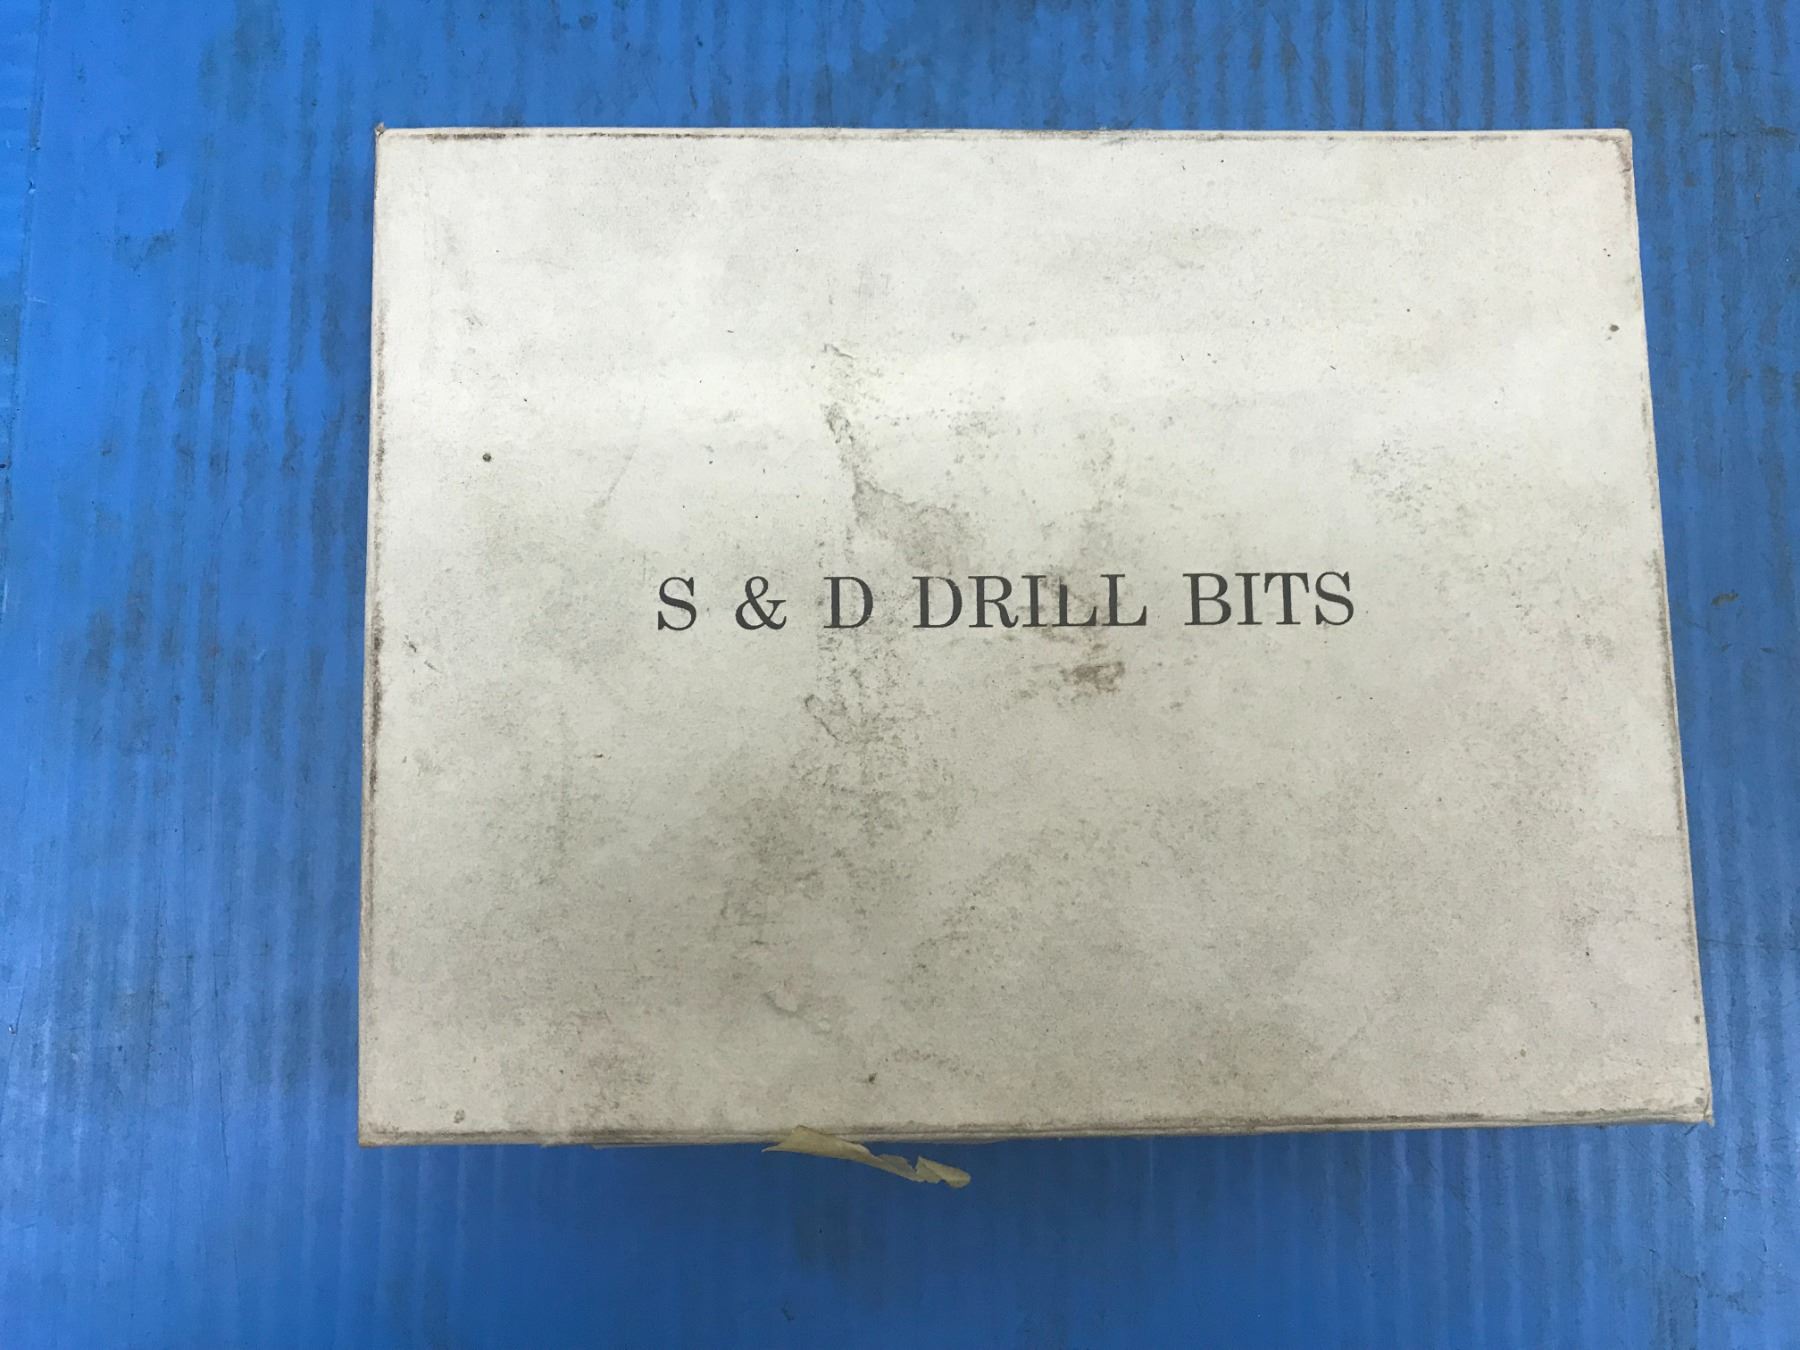 S & D DRILL BITS